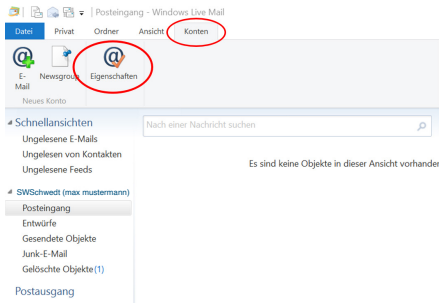 Posteingang - Windows Live Mail
Datei Privat Ordner Ansicht Konten
E-Mail Newsgroup Eigenschaften
Neues Konto
Schnellansichten
Nach einer Nachricht suchen
Ungelesene E-Mails
Ungelesen von Kontakten
Ungelesene Feeds
Es sind keine Objekte in dieser Ansicht vorhanden
SWSchwedt (max mustermann)
Posteingang
Entwürfe
Gesendete Objekte
Junk-E-Mail
Gelöschte Objekte (1)
Postausgang